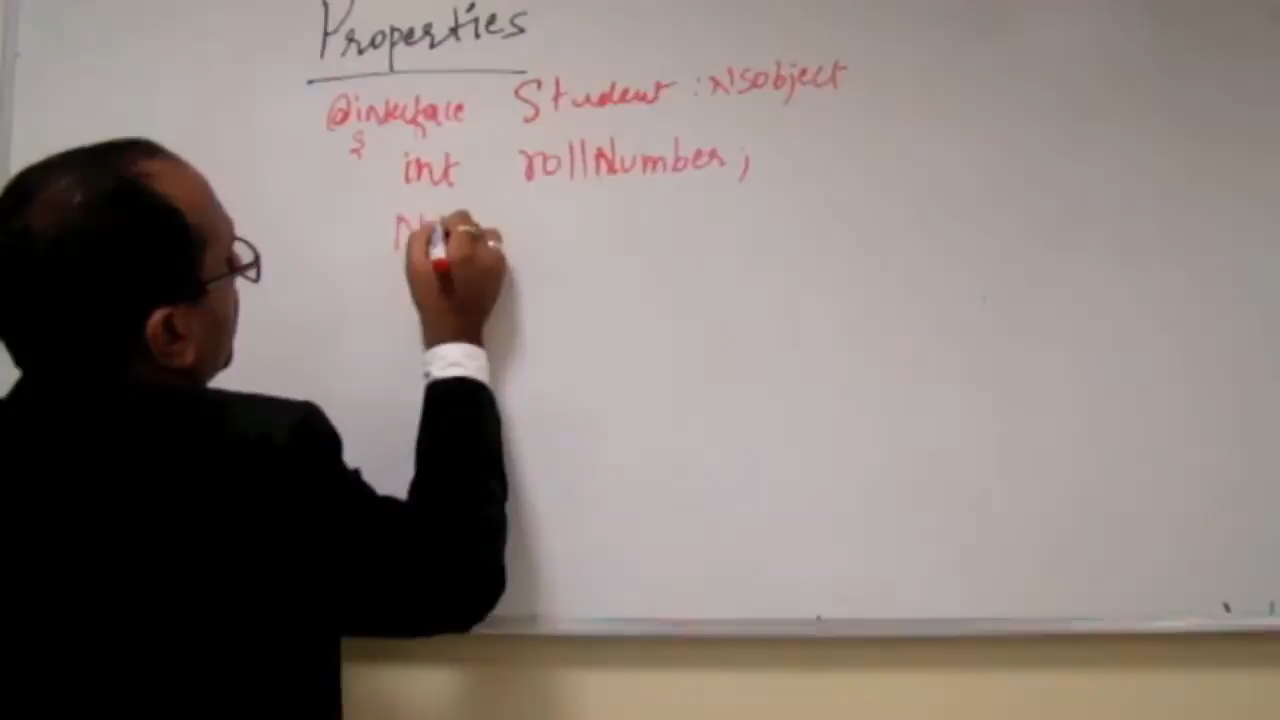 Properties
@interface Student : NSObject
{
int rollNumber;
N